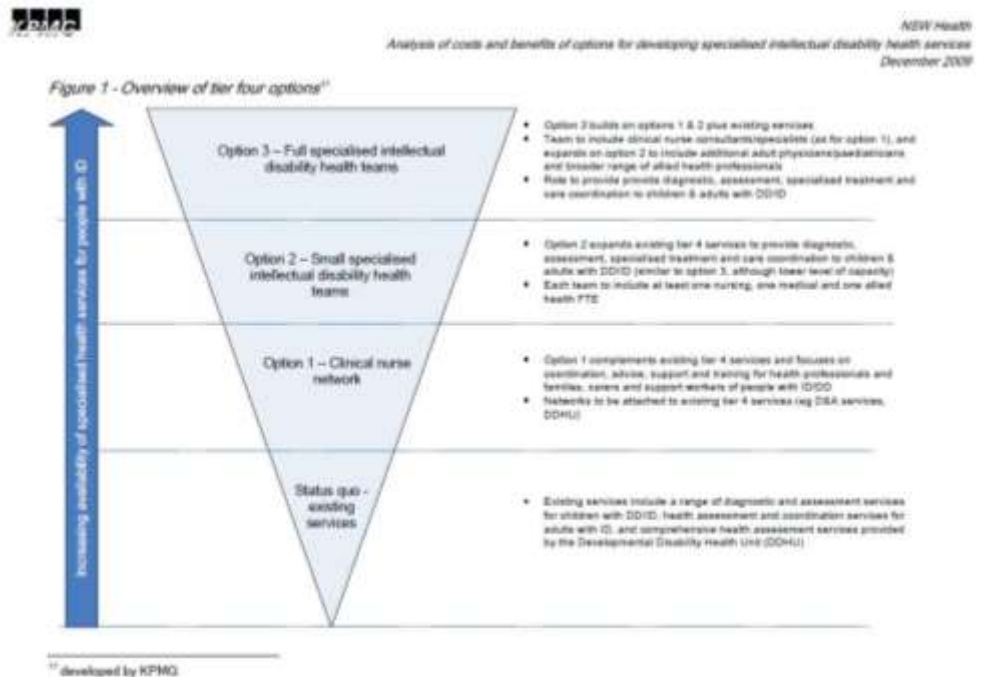 KPMG
NSW Health
Analysis of costs and benefits of options for developing specialised intellectual disability health services
December 2009
Figure 1 - Overview of tier four options
Increasing availability of specialised health services for people with ID
Option 3 – Full specialised intellectual
disability health teams
• Option 3 builds on options 1 & 2 plus existing services
• Team to include clinical nurse consultants/specialists (as for option 1), and
expands on option 2 to include additional adult physicians/paediatricians
and broader range of allied health professionals
• Role to provide provide diagnostic, assessment, specialised treatment and
care coordination to children & adults with DD/ID
Option 2 – Small specialised
intellectual disability health
teams
• Option 2 expands existing tier 4 services to provide diagnostic,
assessment, specialised treatment and care coordination to children &
adults with DD/ID (similar to option 3, although lower level of capacity)
• Each team to include at least one nursing, one medical and one allied
health FTE
Option 1 – Clinical nurse
network
• Option 1 complements existing tier 4 services and focuses on
coordination, advice, support and training for health professionals and
families, carers and support workers of people with ID/DD
• Networks to be attached to existing tier 4 services (eg D&A services,
DDHU)
Status quo -
existing
services
• Existing services include a range of diagnostic and assessment services
for children with DD/ID, health assessment and coordination services for
adults with ID, and comprehensive health assessment services provided
by the Developmental Disability Health Unit (DDHU)
developed by KPMG